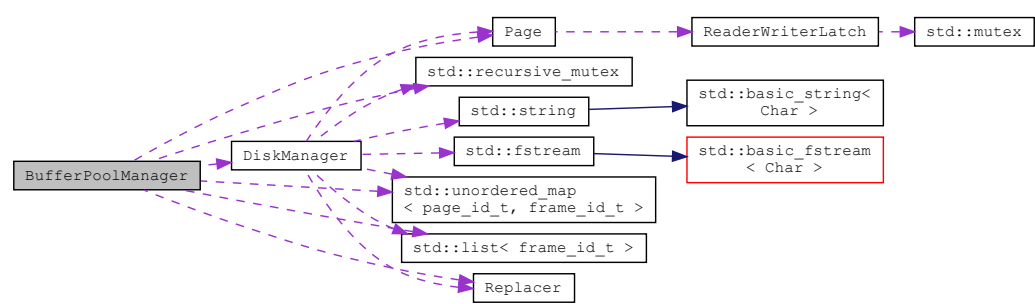 Page
ReaderWriterLatch
std::mutex
std::recursive_mutex
std::string
std::basic_string<
Char >
DiskManager
std::fstream
std::basic_fstream
< Char >
BufferPoolManager
std::unordered_map
< page_id_t, frame_id_t >
std::list< frame_id_t >
Replacer